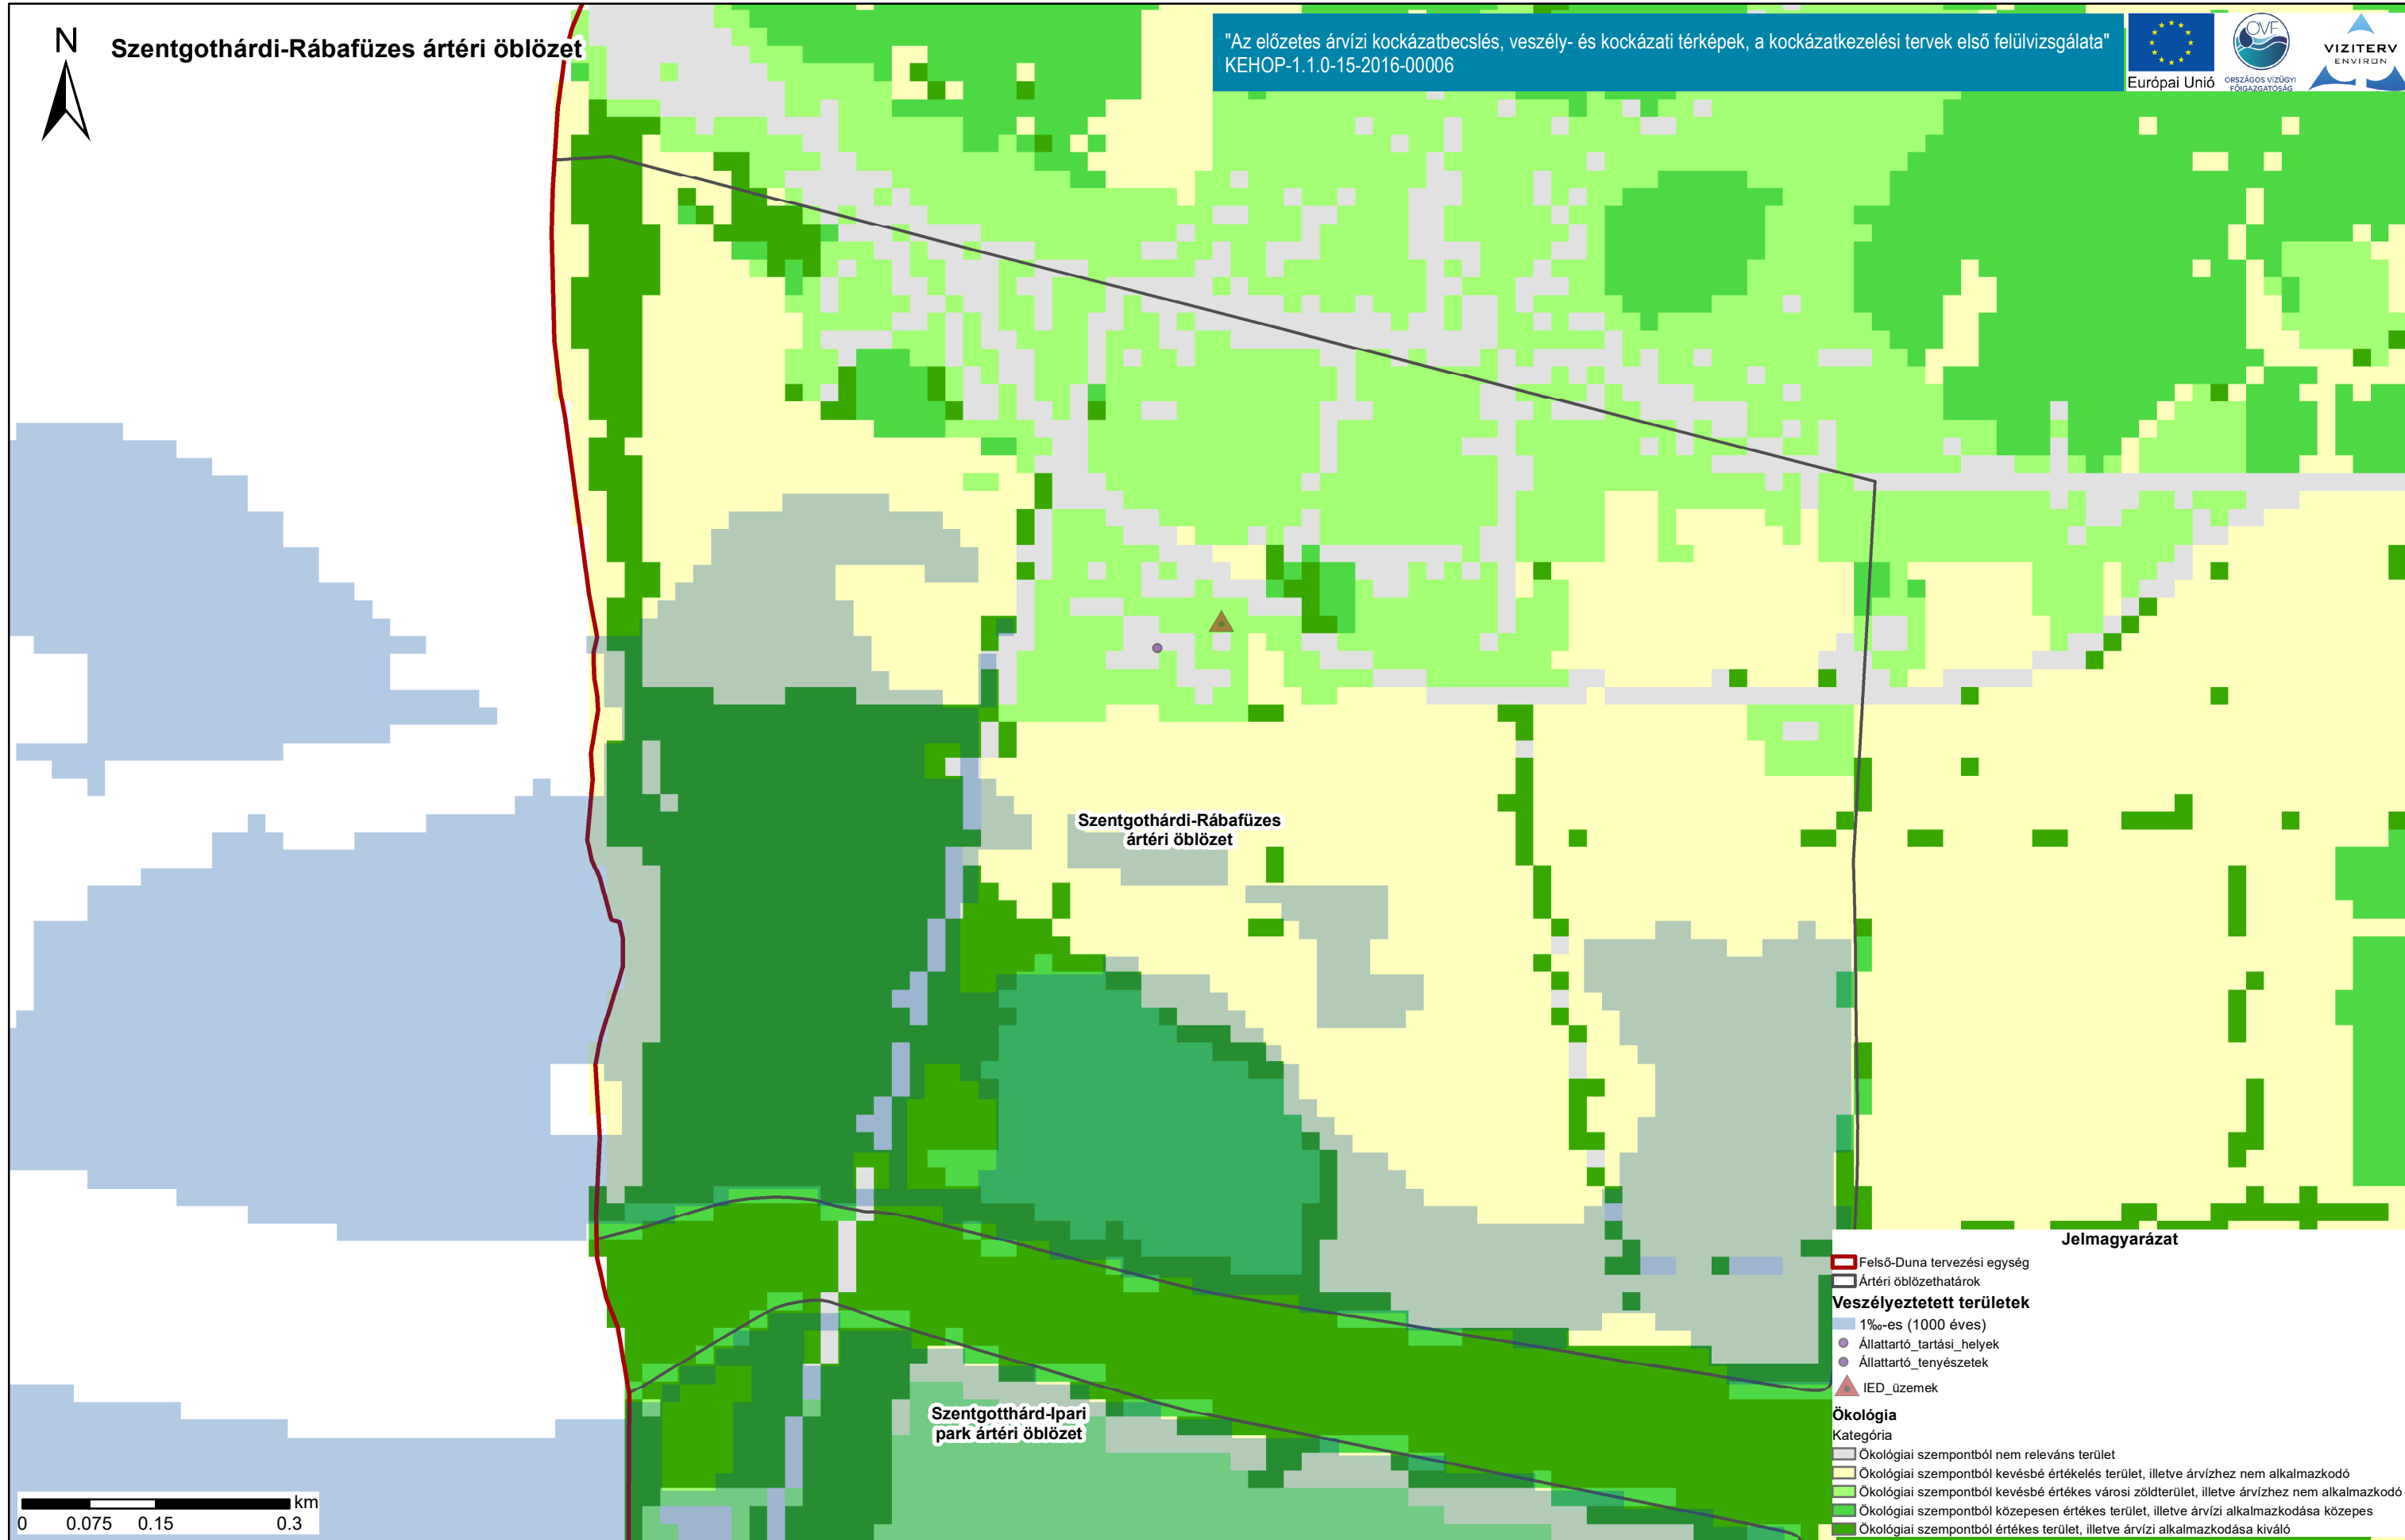 N
Szentgothárdi-Rábafüzes ártéri öblözet
"Az előzetes árvízi kockázatbecslés, veszély- és kockázati térképek, a kockázatkezelési tervek első felülvizsgálata"
KEHOP-1.1.0-15-2016-00006
Európai Unió
OVF
ORSZÁGOS VÍZÜGYI
FŐIGAZGATÓSÁG
VIZITERV
ENVIRON
Szentgothárdi-Rábafüzes
ártéri öblözet
Szentgotthárd-Ipari
park ártéri öblözet
km
0 0.075 0.15 0.3
Jelmagyarázat
Felső-Duna tervezési egység
Ártéri öblözethatárok
Veszélyeztetett területek
1‰-es (1000 éves)
Állattartó_tartási_helyek
Állattartó_tenyészetek
IED_üzemek
Ökológia
Kategória
Ökológiai szempontból nem releváns terület
Ökológiai szempontból kevésbé értékelés terület, illetve árvízhez nem alkalmazkodó
Ökológiai szempontból kevésbé értékes városi zöldterület, illetve árvízhez nem alkalmazkodó
Ökológiai szempontból közepesen értékes terület, illetve árvízi alkalmazkodása közepes
Ökológiai szempontból értékes terület, illetve árvízi alkalmazkodása kiváló